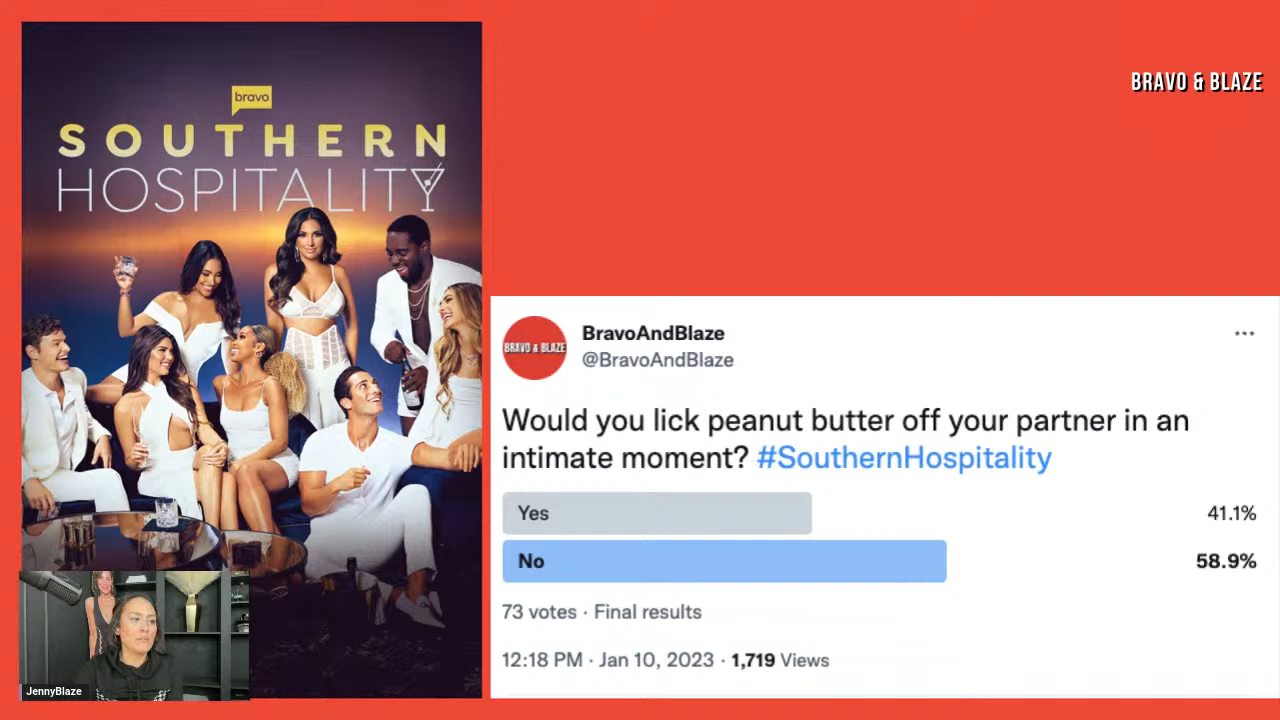 bravo
SOUTHERN
HOSPITALITY
JennyBlaze
BRAVO & BLAZE
BRAVO & BLAZE
BravoAndBlaze
@BravoAndBlaze
Would you lick peanut butter off your partner in an
intimate moment? #SouthernHospitality
Yes 41.1%
No 58.9%
73 votes · Final results
12:18 PM · Jan 10, 2023 · 1,719 Views